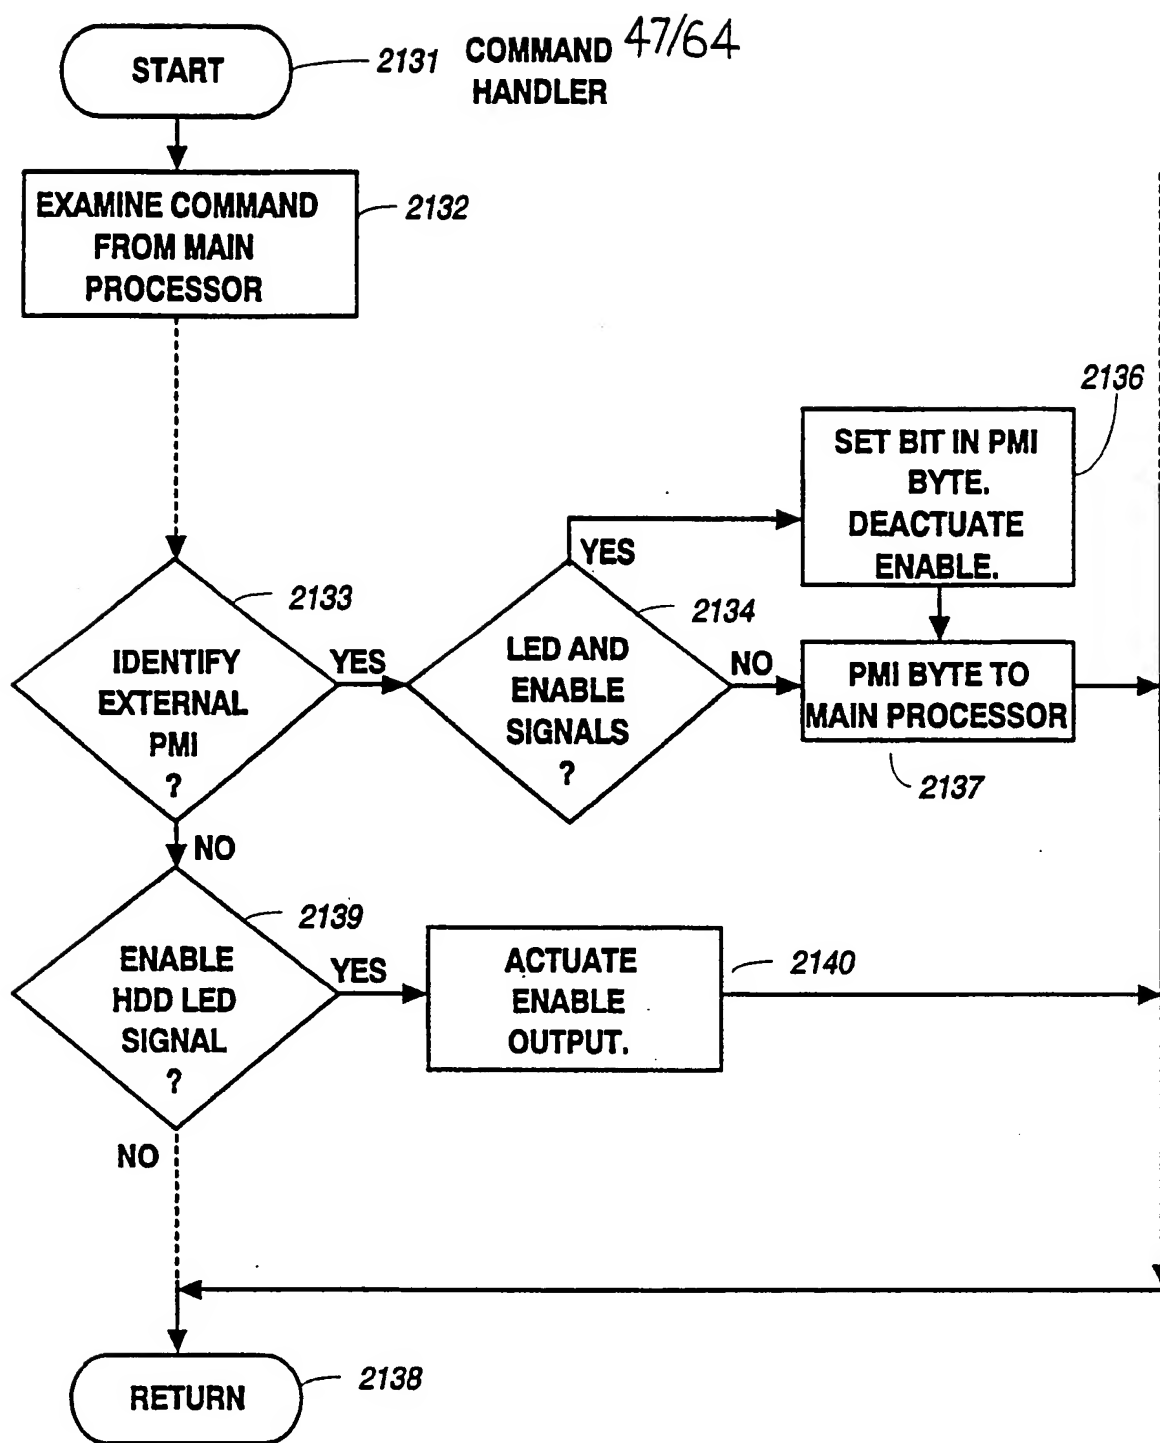 START
2131
COMMAND
HANDLER
47/64
EXAMINE COMMAND
FROM MAIN
PROCESSOR
2132
2136
SET BIT IN PMI
BYTE.
DEACTUATE
ENABLE.
YES
2133
IDENTIFY
EXTERNAL
PMI
?
YES
2134
LED AND
ENABLE
SIGNALS
?
NO
PMI BYTE TO
MAIN PROCESSOR
2137
NO
2139
ENABLE
HDD LED
SIGNAL
?
YES
ACTUATE
ENABLE
OUTPUT.
2140
NO
RETURN
2138